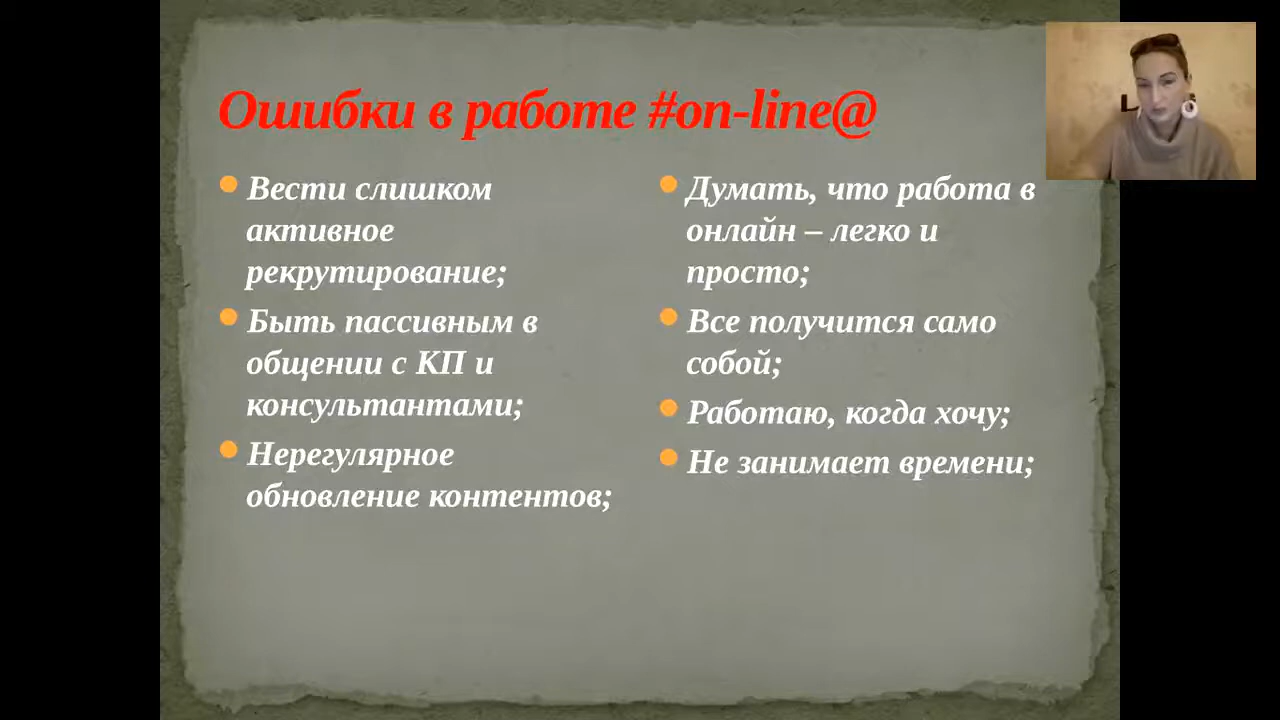 Ошибки в работе #on-line@
Вести слишком
активное
рекрутирование;
Быть пассивным в
общении с КП и
консультантами;
Нерегулярное
обновление контентов;
Думать, что работа в
онлайн – легко и
просто;
Все получится само
собой;
Работаю, когда хочу;
Не занимает времени;